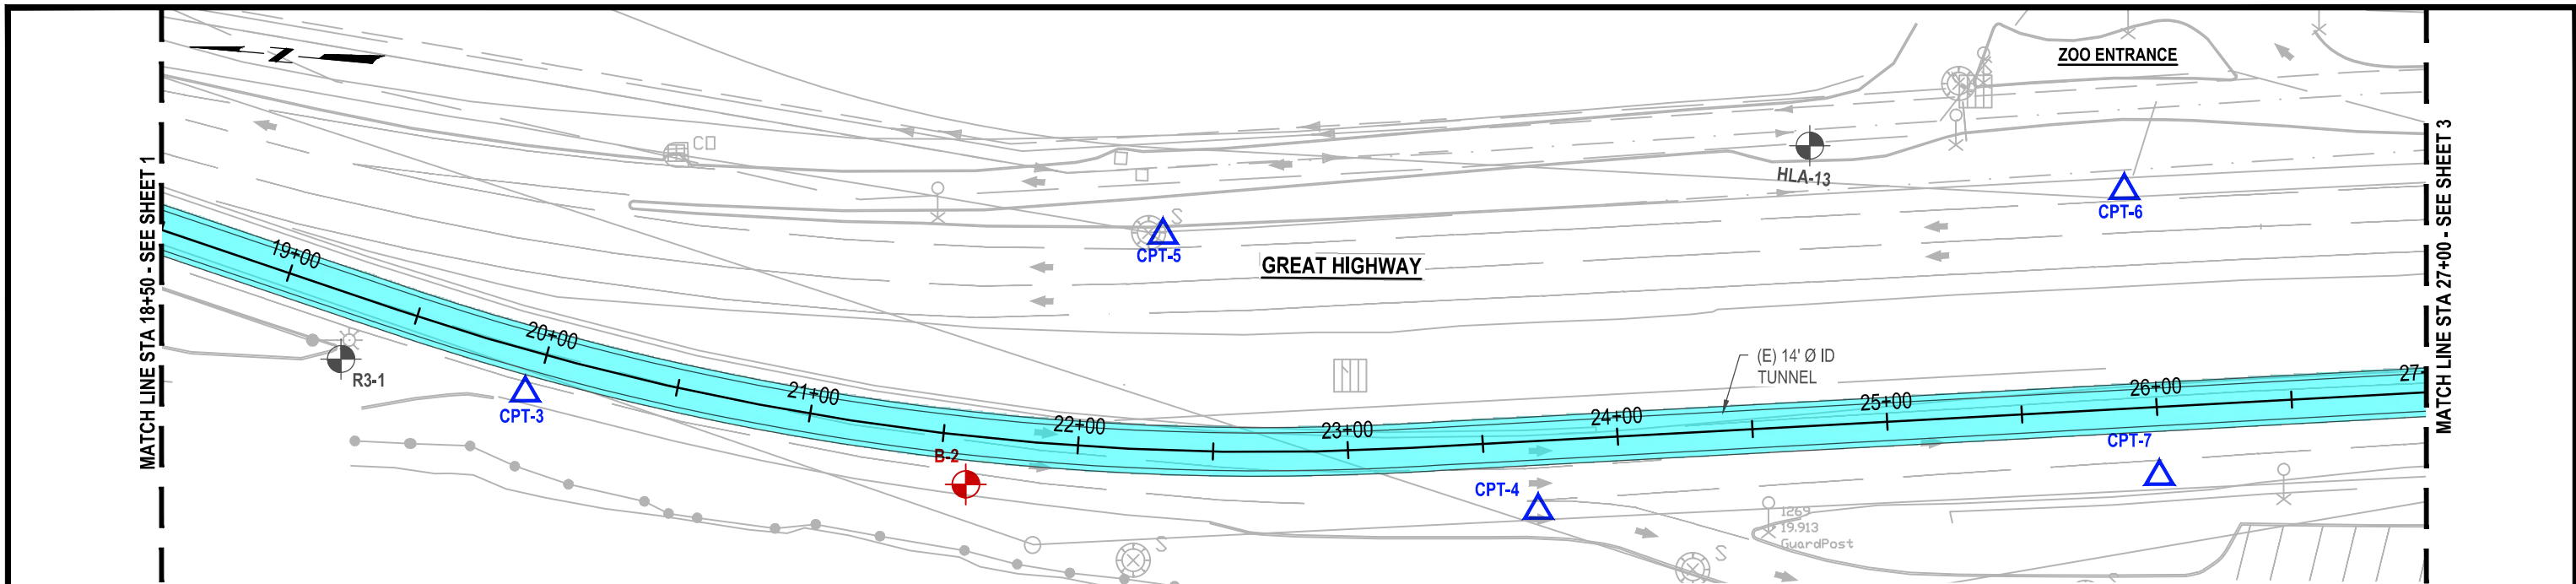 Z
ZOO ENTRANCE
CO
HLA-13
CPT-6
S
CPT-5
GREAT HIGHWAY
MATCH LINE STA 18+50 - SEE SHEET 1
MATCH LINE STA 27+00 - SEE SHEET 3
19+00
20+00
21+00
22+00
23+00
24+00
25+00
26+00
27
(E) 14' Ø ID
TUNNEL
R3-1
CPT-3
B-2
CPT-4
CPT-7
1269
19.913
GuardPost
S
S
S